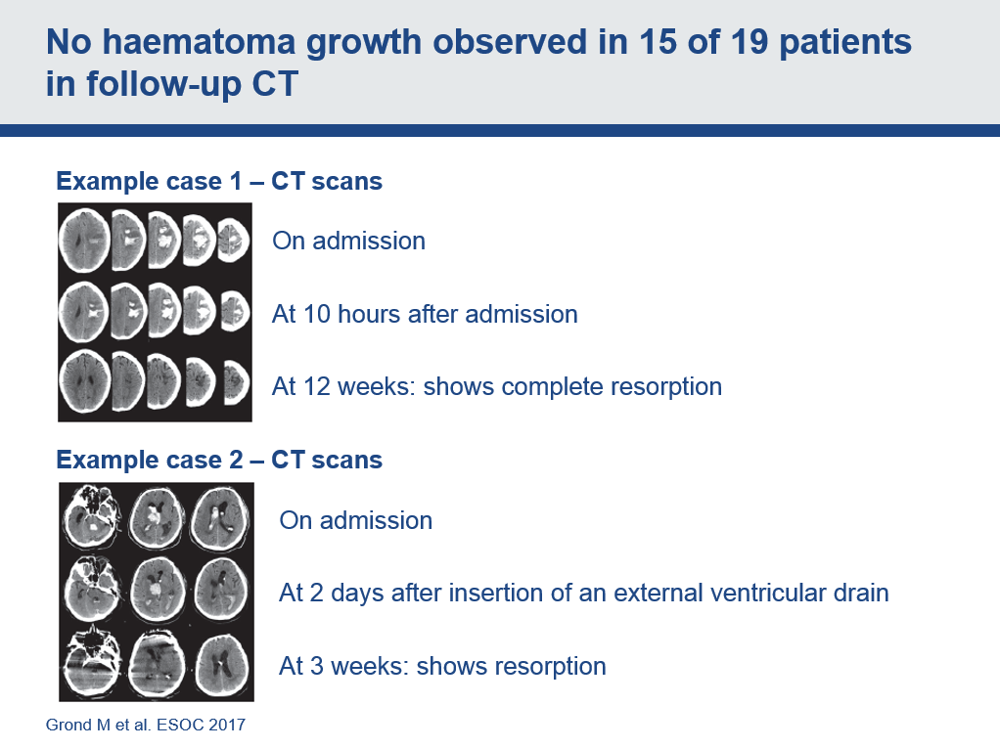 No haematoma growth observed in 15 of 19 patients
in follow-up CT
Example case 1 – CT scans
On admission
At 10 hours after admission
At 12 weeks: shows complete resorption
Example case 2 – CT scans
On admission
At 2 days after insertion of an external ventricular drain
At 3 weeks: shows resorption
Grond M et al. ESOC 2017